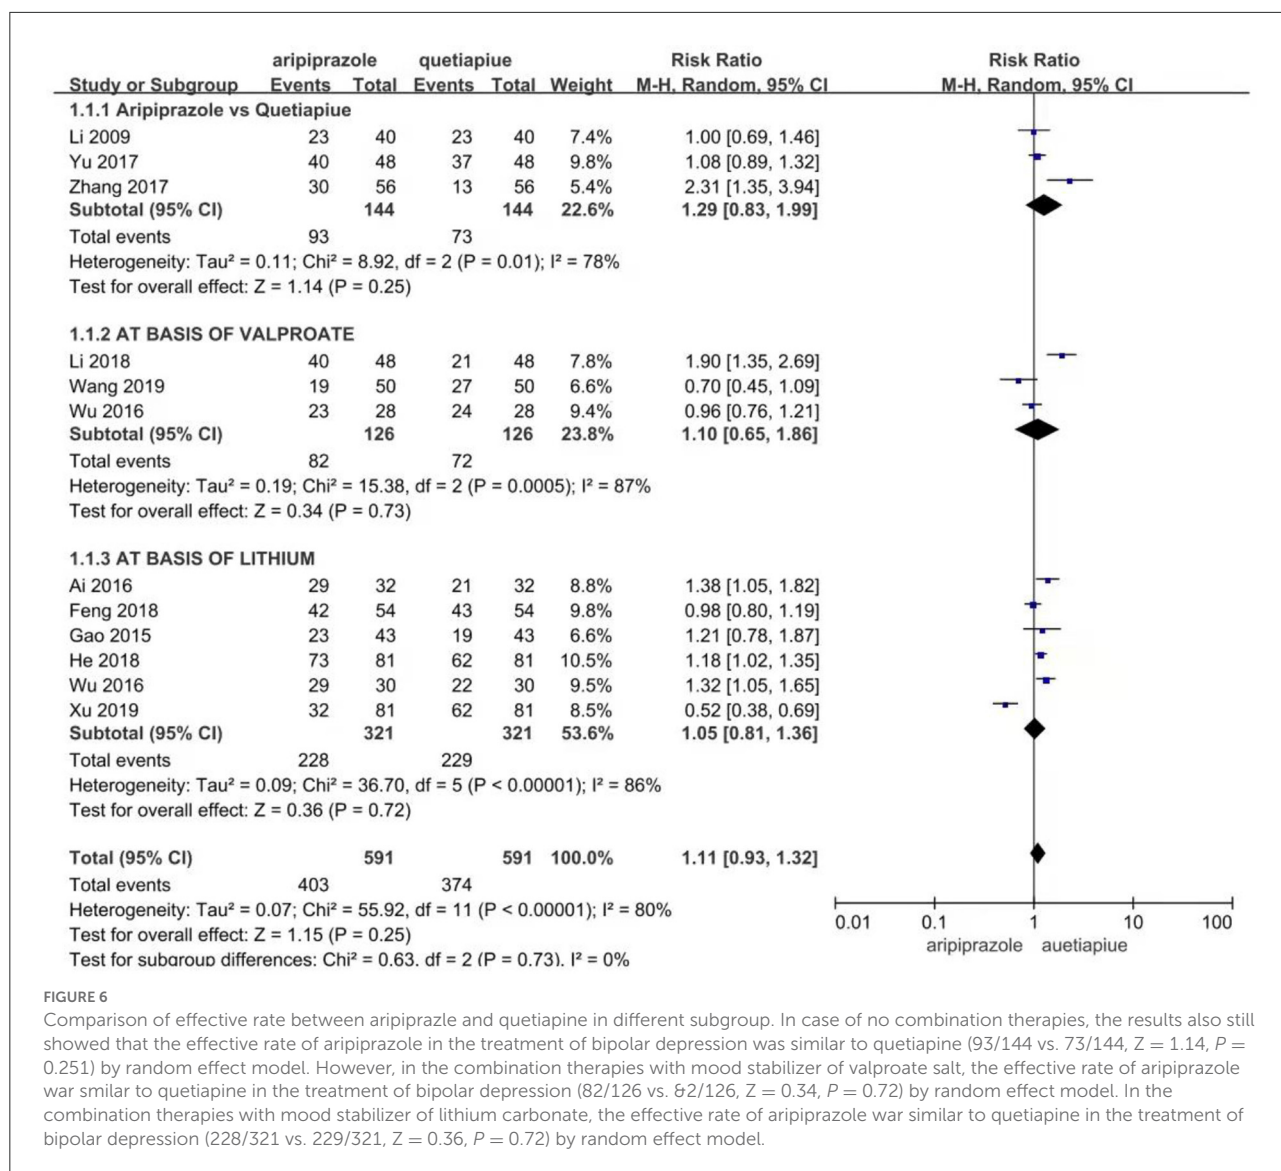 aripiprazole quetiapiue Risk Ratio Risk Ratio
Study or Subgroup Events Total Events Total Weight M-H, Random, 95% CI M-H, Random, 95% CI
1.1.1 Aripiprazole vs Quetiapiue
Li 2009 23 40 23 40 7.4% 1.00 [0.69, 1.46]
Yu 2017 40 48 37 48 9.8% 1.08 [0.89, 1.32]
Zhang 2017 30 56 13 56 5.4% 2.31 [1.35, 3.94]
Subtotal (95% CI) 144 144 22.6% 1.29 [0.83, 1.99]
Total events 93 73
Heterogeneity: Tau² = 0.11; Chi² = 8.92, df = 2 (P = 0.01); I² = 78%
Test for overall effect: Z = 1.14 (P = 0.25)
1.1.2 AT BASIS OF VALPROATE
Li 2018 40 48 21 48 7.8% 1.90 [1.35, 2.69]
Wang 2019 19 50 27 50 6.6% 0.70 [0.45, 1.09]
Wu 2016 23 28 24 28 9.4% 0.96 [0.76, 1.21]
Subtotal (95% CI) 126 126 23.8% 1.10 [0.65, 1.86]
Total events 82 72
Heterogeneity: Tau² = 0.19; Chi² = 15.38, df = 2 (P = 0.0005); I² = 87%
Test for overall effect: Z = 0.34 (P = 0.73)
1.1.3 AT BASIS OF LITHIUM
Ai 2016 29 32 21 32 8.8% 1.38 [1.05, 1.82]
Feng 2018 42 54 43 54 9.8% 0.98 [0.80, 1.19]
Gao 2015 23 43 19 43 6.6% 1.21 [0.78, 1.87]
He 2018 73 81 62 81 10.5% 1.18 [1.02, 1.35]
Wu 2016 29 30 22 30 9.5% 1.32 [1.05, 1.65]
Xu 2019 32 81 62 81 8.5% 0.52 [0.38, 0.69]
Subtotal (95% CI) 321 321 53.6% 1.05 [0.81, 1.36]
Total events 228 229
Heterogeneity: Tau² = 0.09; Chi² = 36.70, df = 5 (P < 0.00001); I² = 86%
Test for overall effect: Z = 0.36 (P = 0.72)
Total (95% CI) 591 591 100.0% 1.11 [0.93, 1.32]
Total events 403 374
Heterogeneity: Tau² = 0.07; Chi² = 55.92, df = 11 (P < 0.00001); I² = 80%
Test for overall effect: Z = 1.15 (P = 0.25)
Test for subgroup differences: Chi² = 0.63. df = 2 (P = 0.73). I² = 0%
0.01 0.1 1 10 100
aripiprazole auetiapiue
FIGURE 6
Comparison of effective rate between aripiprazle and quetiapine in different subgroup. In case of no combination therapies, the results also still
showed that the effective rate of aripiprazole in the treatment of bipolar depression was similar to quetiapine (93/144 vs. 73/144, Z = 1.14, P =
0.251) by random effect model. However, in the combination therapies with mood stabilizer of valproate salt, the effective rate of aripiprazole
war smilar to quetiapine in the treatment of bipolar depression (82/126 vs. &2/126, Z = 0.34, P = 0.72) by random effect model. In the
combination therapies with mood stabilizer of lithium carbonate, the effective rate of aripiprazole war similar to quetiapine in the treatment of
bipolar depression (228/321 vs. 229/321, Z = 0.36, P = 0.72) by random effect model.